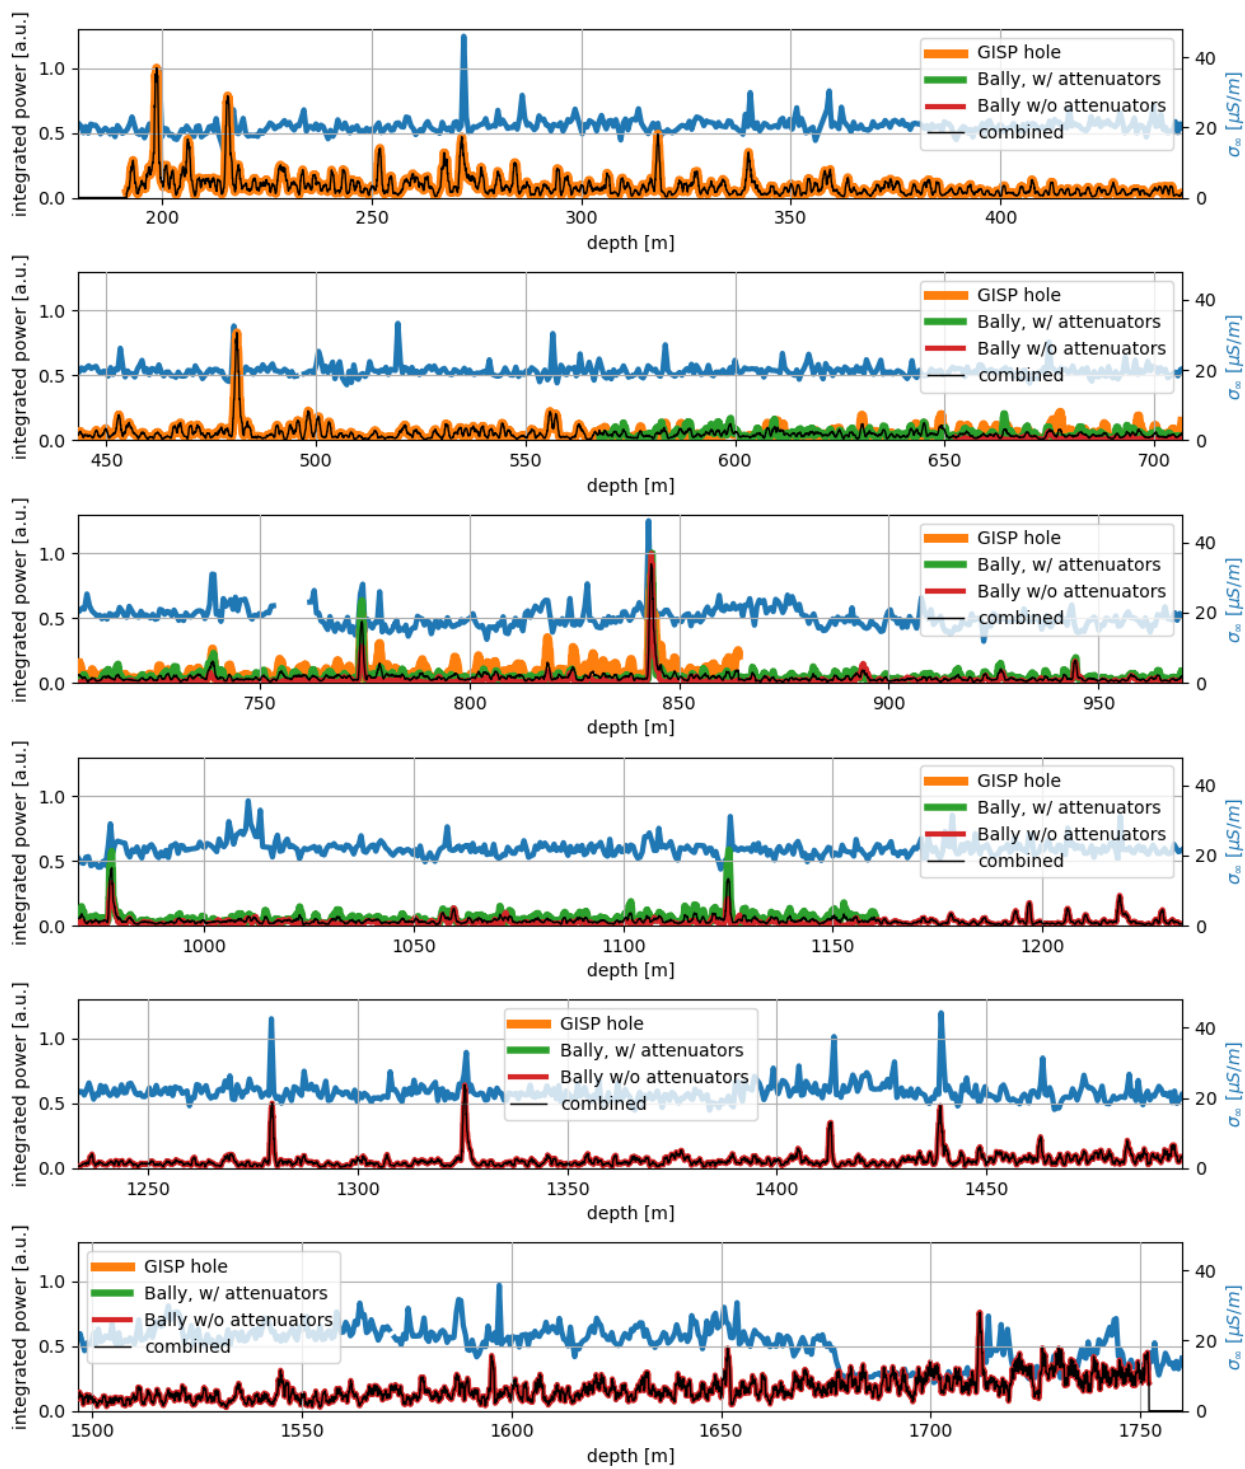 integrated power [a.u.]
1.0
0.5
0.0
GISP hole
Bally, w/ attenuators
Bally w/o attenuators
combined
40
20
0
σ∞ [μS/m]
200 250 300 350 400
depth [m]
integrated power [a.u.]
1.0
0.5
0.0
GISP hole
Bally, w/ attenuators
Bally w/o attenuators
combined
40
20
0
σ∞ [μS/m]
450 500 550 600 650 700
depth [m]
integrated power [a.u.]
1.0
0.5
0.0
GISP hole
Bally, w/ attenuators
Bally w/o attenuators
combined
40
20
0
σ∞ [μS/m]
750 800 850 900 950
depth [m]
integrated power [a.u.]
1.0
0.5
0.0
GISP hole
Bally, w/ attenuators
Bally w/o attenuators
combined
40
20
0
σ∞ [μS/m]
1000 1050 1100 1150 1200
depth [m]
integrated power [a.u.]
1.0
0.5
0.0
GISP hole
Bally, w/ attenuators
Bally w/o attenuators
combined
40
20
0
σ∞ [μS/m]
1250 1300 1350 1400 1450
depth [m]
integrated power [a.u.]
1.0
0.5
0.0
GISP hole
Bally, w/ attenuators
Bally w/o attenuators
combined
40
20
0
σ∞ [μS/m]
1500 1550 1600 1650 1700 1750
depth [m]